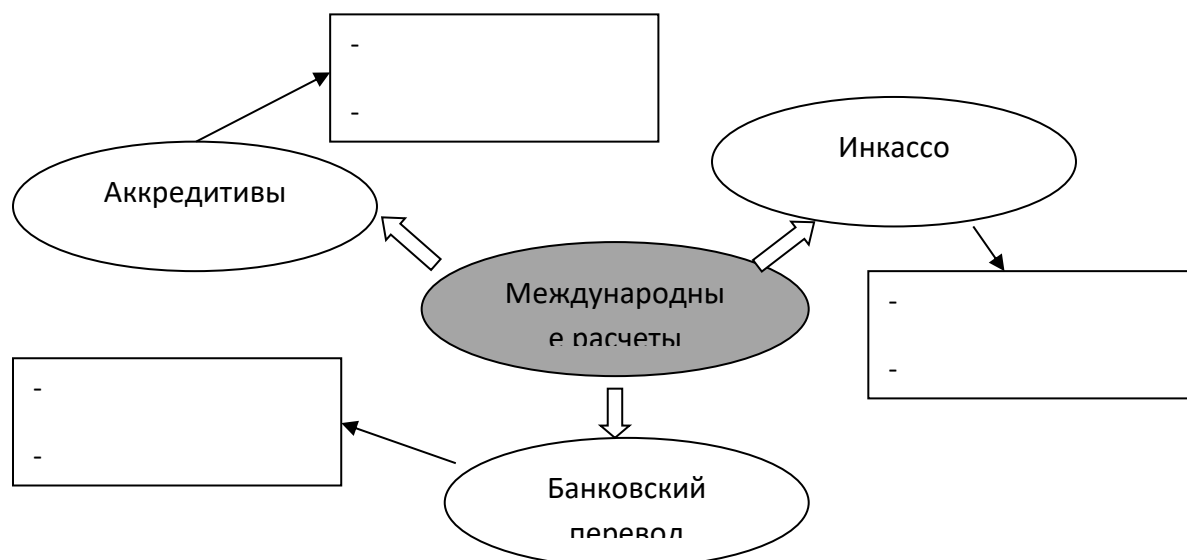 -
-
Инкассо
Аккредитивы
Международны
е расчеты
-
-
-
-
Банковский
перевод